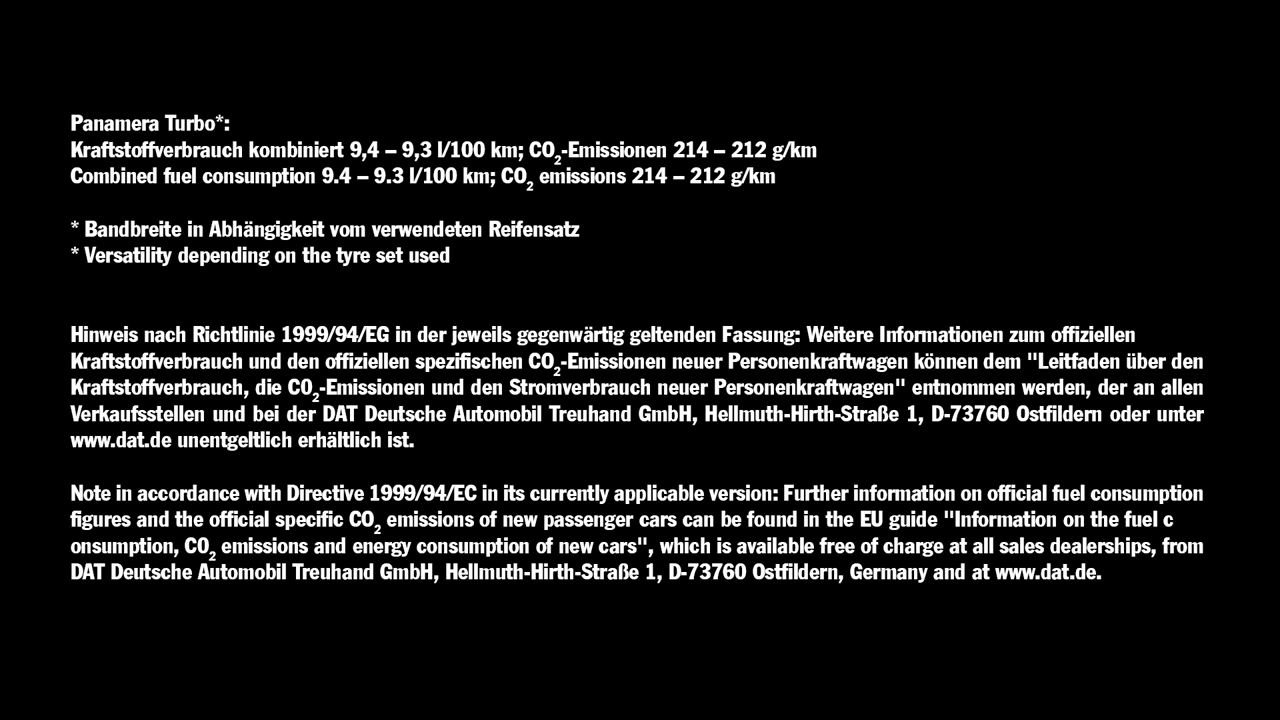 Panamera Turbo*:
Kraftstoffverbrauch kombiniert 9,4 – 9,3 l/100 km; CO2-Emissionen 214 – 212 g/km
Combined fuel consumption 9.4 – 9.3 l/100 km; CO2 emissions 214 – 212 g/km
* Bandbreite in Abhängigkeit vom verwendeten Reifensatz
* Versatility depending on the tyre set used
Hinweis nach Richtlinie 1999/94/EG in der jeweils gegenwärtig geltenden Fassung: Weitere Informationen zum offiziellen
Kraftstoffverbrauch und den offiziellen spezifischen CO2-Emissionen neuer Personenkraftwagen können dem "Leitfaden über den
Kraftstoffverbrauch, die CO2-Emissionen und den Stromverbrauch neuer Personenkraftwagen" entnommen werden, der an allen
Verkaufsstellen und bei der DAT Deutsche Automobil Treuhand GmbH, Hellmuth-Hirth-Straße 1, D-73760 Ostfildern oder unter
www.dat.de unentgeltlich erhältlich ist.
Note in accordance with Directive 1999/94/EC in its currently applicable version: Further information on official fuel consumption
figures and the official specific CO2 emissions of new passenger cars can be found in the EU guide "Information on the fuel c
onsumption, CO2 emissions and energy consumption of new cars", which is available free of charge at all sales dealerships, from
DAT Deutsche Automobil Treuhand GmbH, Hellmuth-Hirth-Straße 1, D-73760 Ostfildern, Germany and at www.dat.de.